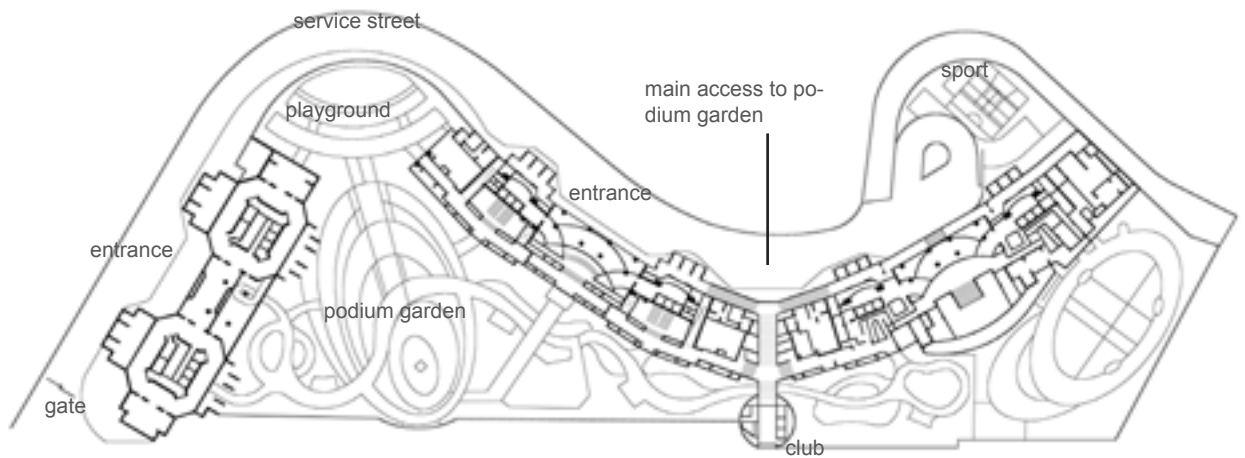 service street
sport
main access to po-
dium garden
playground
entrance
entrance
podium garden
gate
club